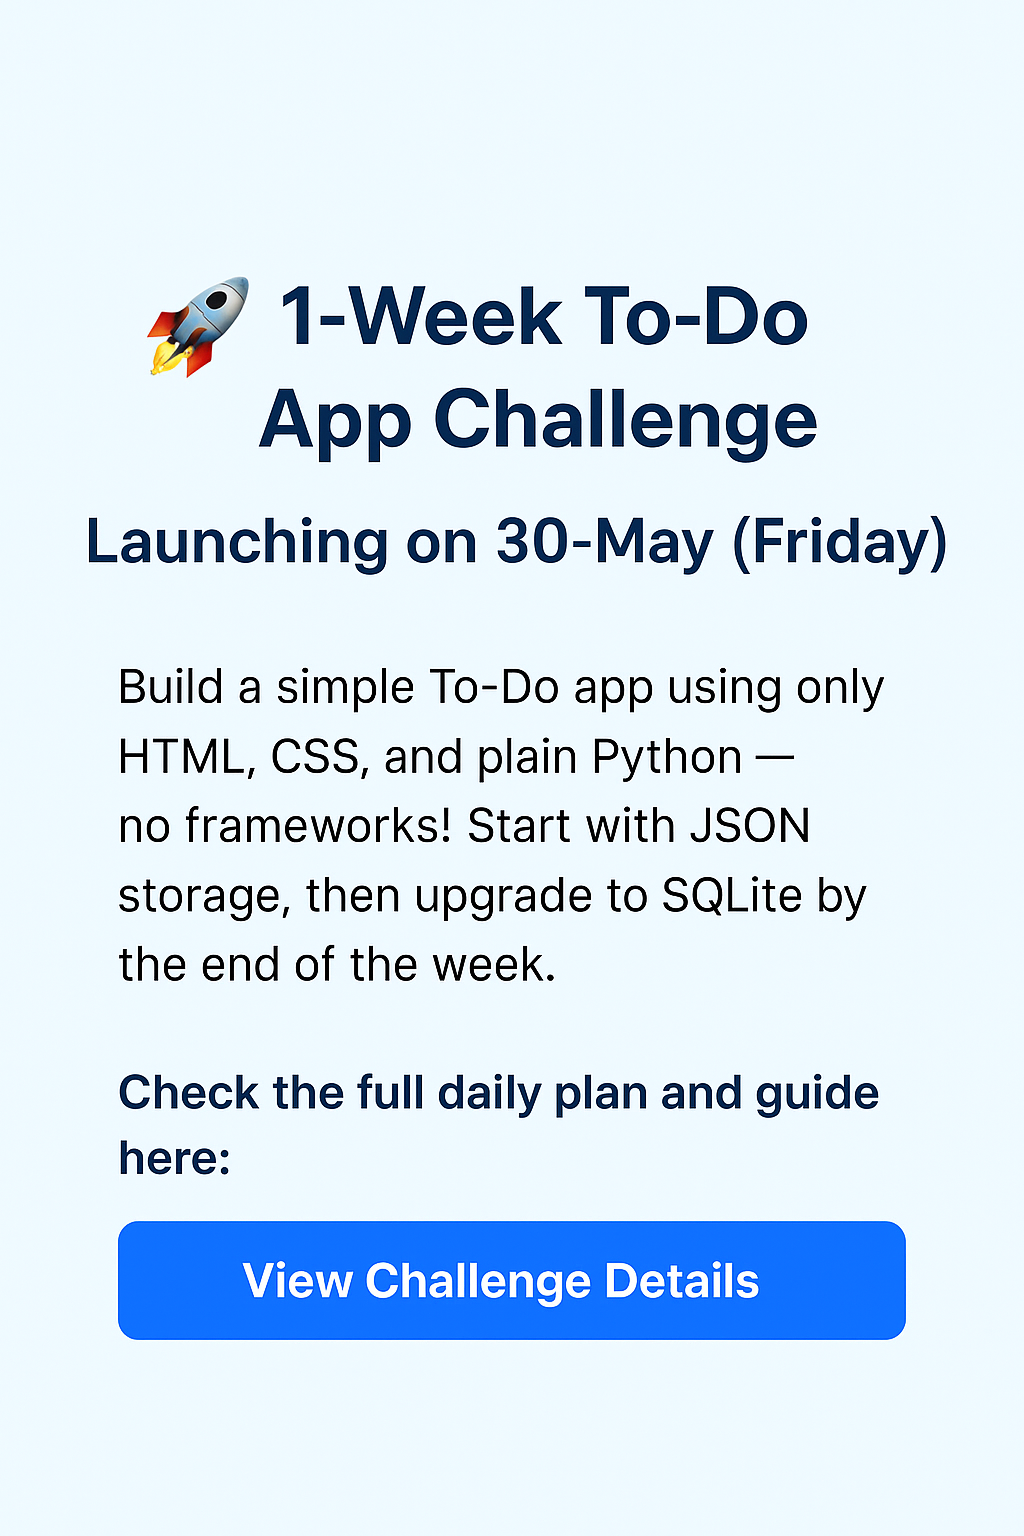 🚀 1-Week To-Do
App Challenge
Launching on 30-May (Friday)
Build a simple To-Do app using only
HTML, CSS, and plain Python —
no frameworks! Start with JSON
storage, then upgrade to SQLite by
the end of the week.
Check the full daily plan and guide
here:
View Challenge Details